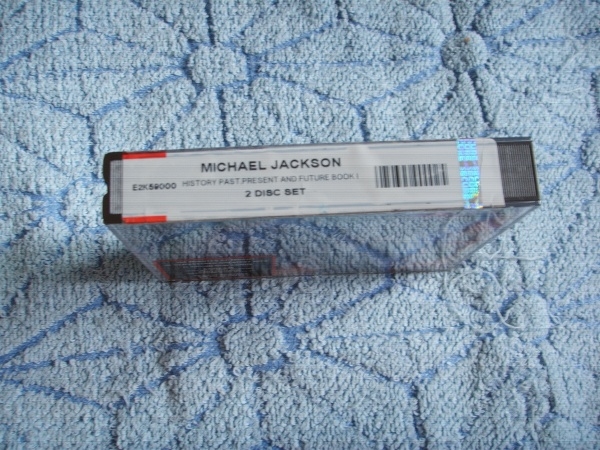 MICHAEL JACKSON
E2K59000 HISTORY PAST,PRESENT AND FUTURE BOOK I
2 DISC SET